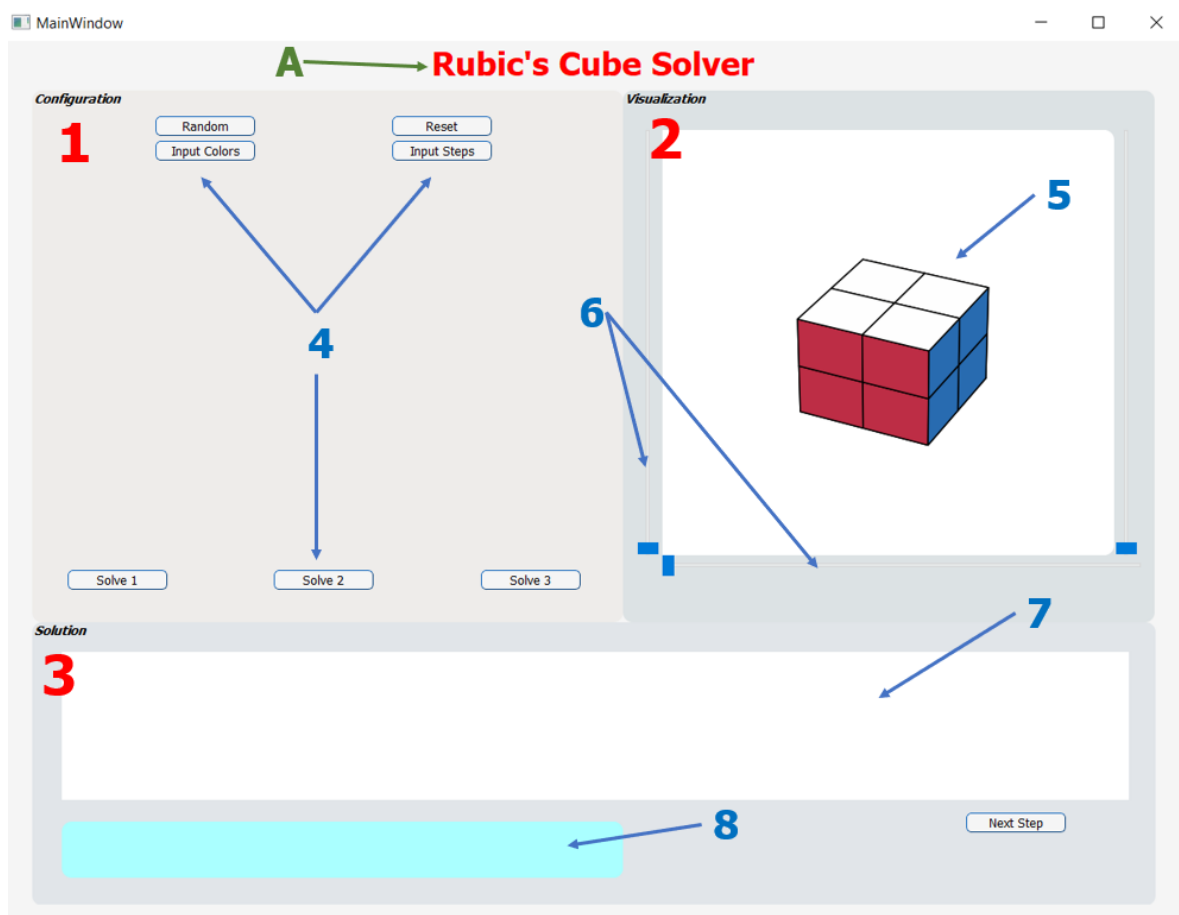 MainWindow
A Rubic's Cube Solver
Configuration
Visualization
1
Random
Reset
2
Input Colors
Input Steps
5
6
4
Solve 1
Solve 2
Solve 3
7
Solution
3
8
Next Step